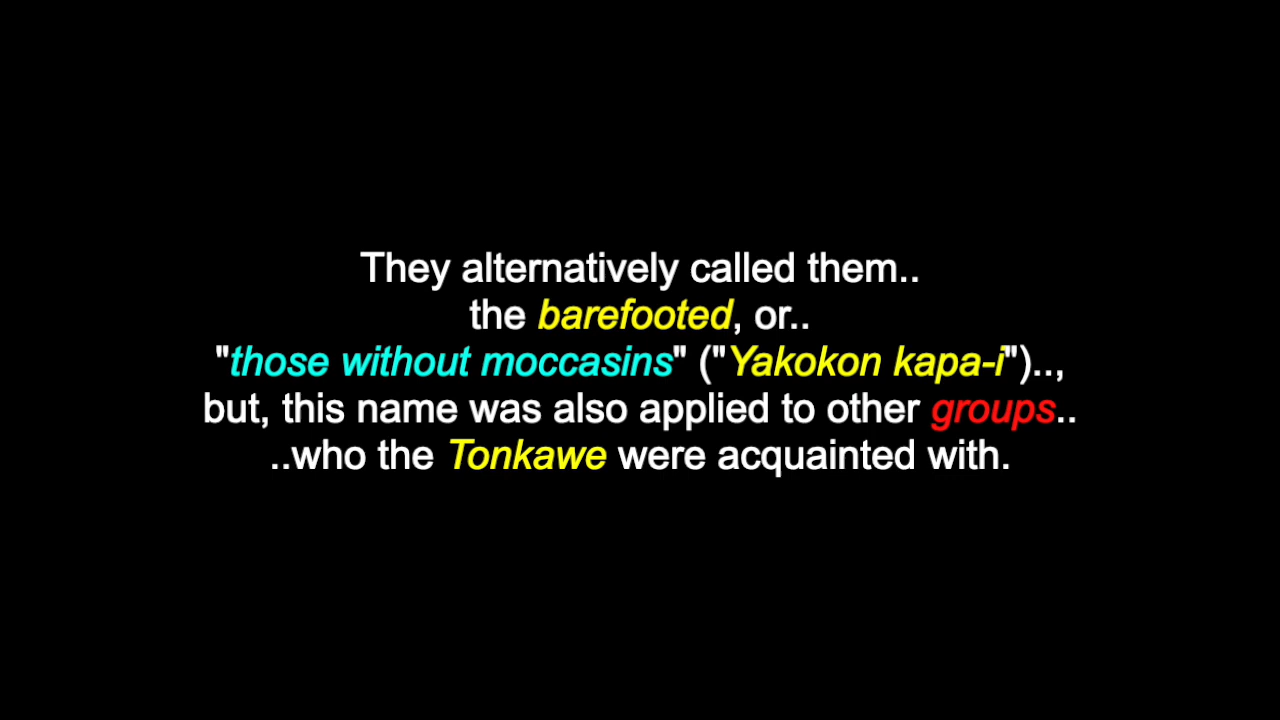 They alternatively called them..
the barefooted, or..
"those without moccasins" ("Yakokon kapa-i")..,
but, this name was also applied to other groups..
..who the Tonkawe were acquainted with.